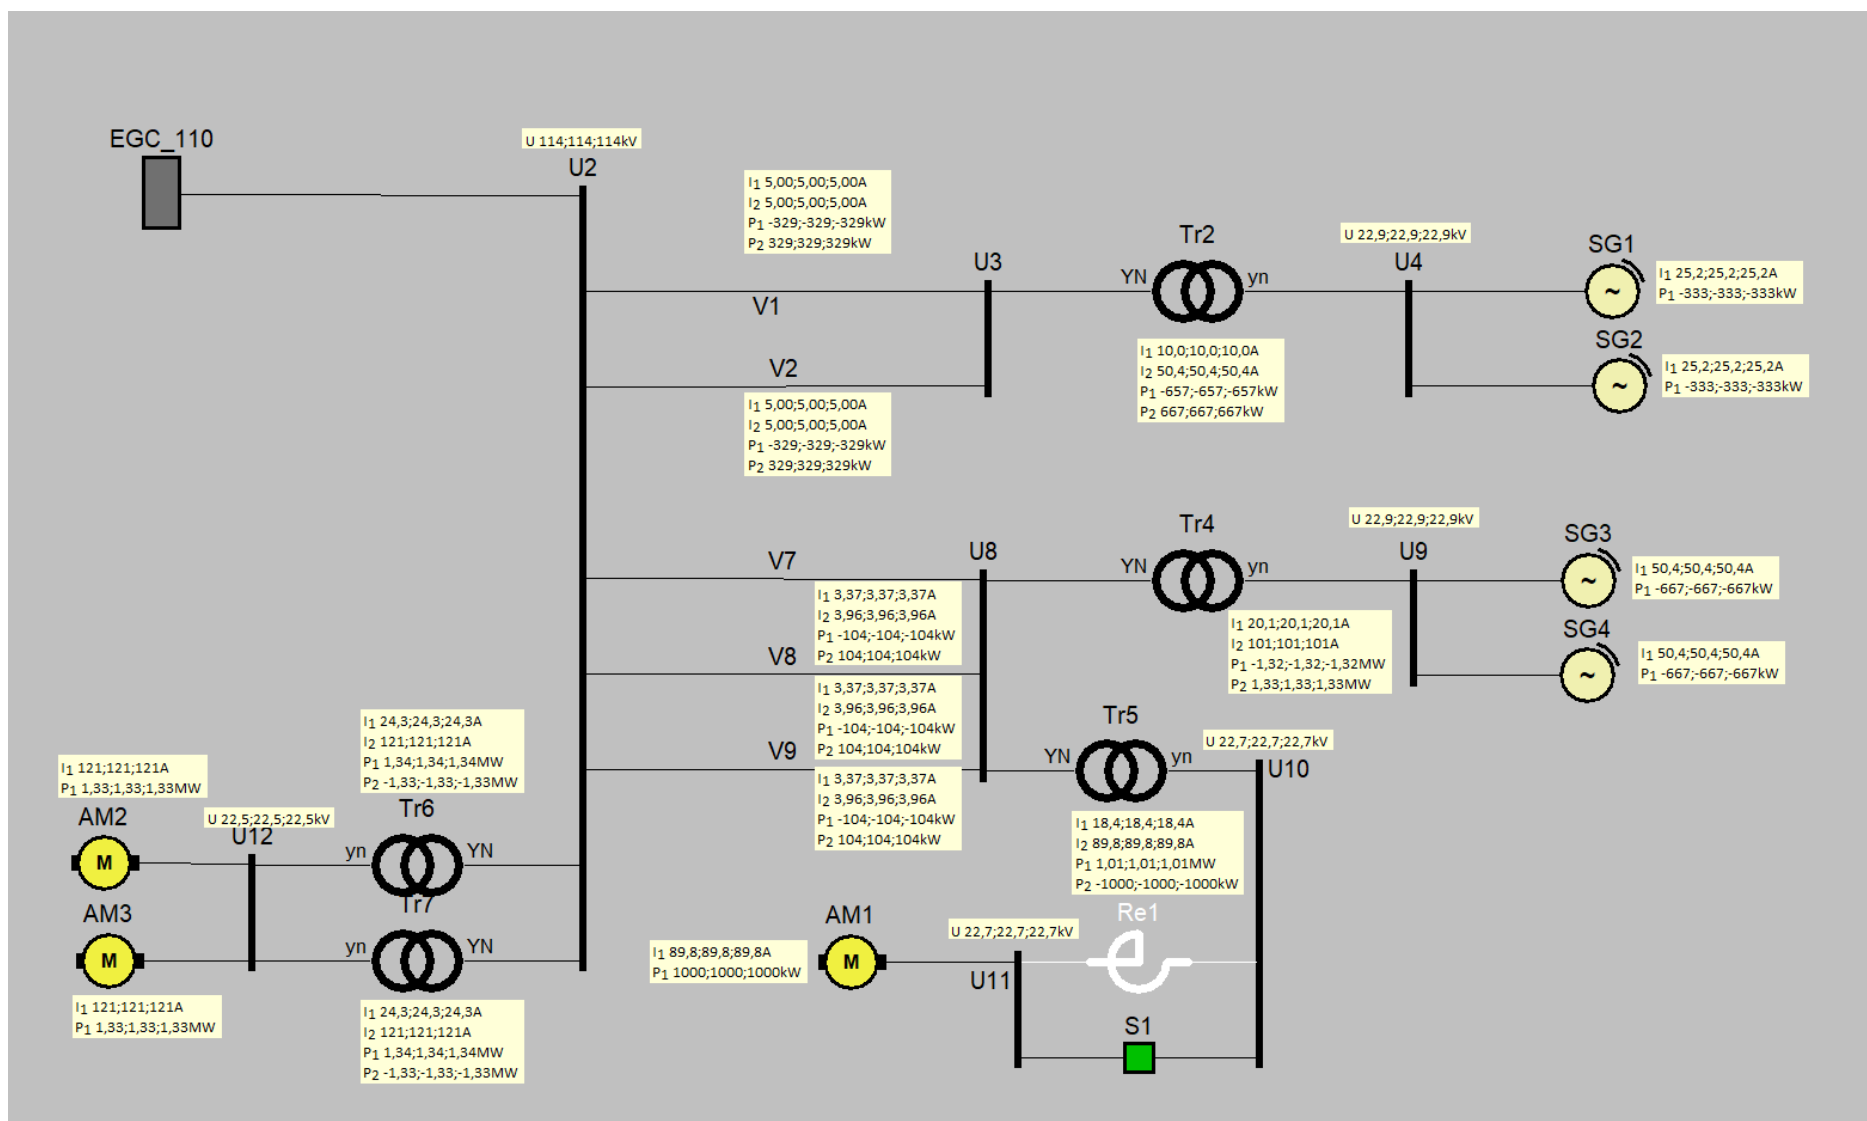 EGC_110
U 114;114;114kV
U2
I1 5,00;5,00;5,00A
I2 5,00;5,00;5,00A
P1 -329;-329;-329kW
P2 329;329;329kW
V1
V2
I1 5,00;5,00;5,00A
I2 5,00;5,00;5,00A
P1 -329;-329;-329kW
P2 329;329;329kW
U3
Tr2
YN
yn
I1 10,0;10,0;10,0A
I2 50,4;50,4;50,4A
P1 -657;-657;-657kW
P2 667;667;667kW
U 22,9;22,9;22,9kV
U4
SG1
~
I1 25,2;25,2;25,2A
P1 -333;-333;-333kW
SG2
~
I1 25,2;25,2;25,2A
P1 -333;-333;-333kW
V7
I1 3,37;3,37;3,37A
I2 3,96;3,96;3,96A
P1 -104;-104;-104kW
P2 104;104;104kW
V8
I1 3,37;3,37;3,37A
I2 3,96;3,96;3,96A
P1 -104;-104;-104kW
P2 104;104;104kW
V9
I1 3,37;3,37;3,37A
I2 3,96;3,96;3,96A
P1 -104;-104;-104kW
P2 104;104;104kW
U8
Tr4
YN
yn
I1 20,1;20,1;20,1A
I2 101;101;101A
P1 -1,32;-1,32;-1,32MW
P2 1,33;1,33;1,33MW
U 22,9;22,9;22,9kV
U9
SG3
~
I1 50,4;50,4;50,4A
P1 -667;-667;-667kW
SG4
~
I1 50,4;50,4;50,4A
P1 -667;-667;-667kW
Tr5
YN
yn
I1 18,4;18,4;18,4A
I2 89,8;89,8;89,8A
P1 1,01;1,01;1,01MW
P2 -1000;-1000;-1000kW
U 22,7;22,7;22,7kV
U10
I1 24,3;24,3;24,3A
I2 121;121;121A
P1 1,34;1,34;1,34MW
P2 -1,33;-1,33;-1,33MW
Tr6
yn
YN
I1 121;121;121A
P1 1,33;1,33;1,33MW
AM2
M
U 22,5;22,5;22,5kV
U12
AM3
M
I1 121;121;121A
P1 1,33;1,33;1,33MW
Tr7
yn
YN
I1 24,3;24,3;24,3A
I2 121;121;121A
P1 1,34;1,34;1,34MW
P2 -1,33;-1,33;-1,33MW
I1 89,8;89,8;89,8A
P1 1000;1000;1000kW
AM1
M
U 22,7;22,7;22,7kV
U11
Re1
S1